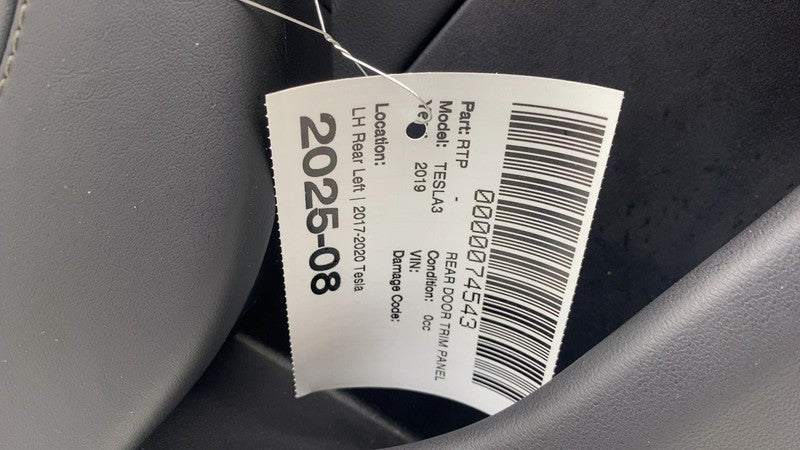 0000074543
Part: RTP - REAR DOOR TRIM PANEL
Model: TESLA3 Condition: 0cc
Year: 2019 VIN:
Damage Code:
Location:
LH Rear Left | 2017-2020 Tesla
2025-08